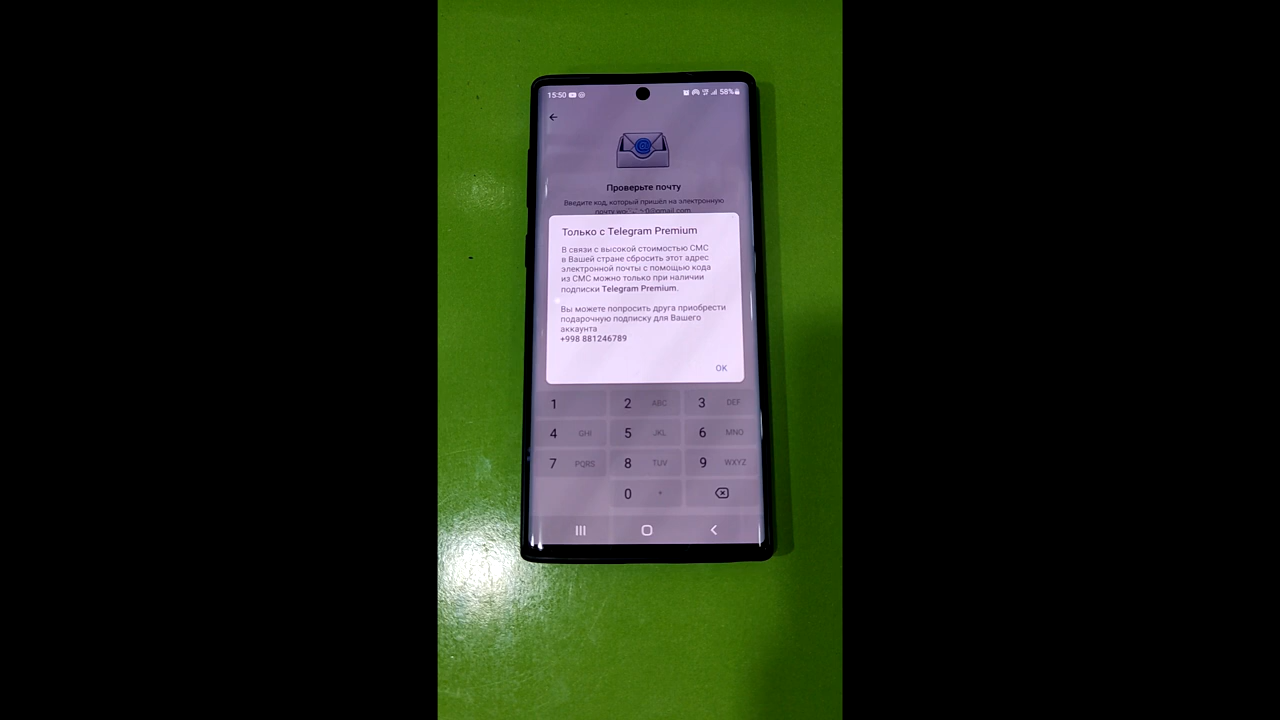 15:50
58%
Проверьте почту
Введите код, который пришёл на электронную
Только с Telegram Premium
В связи с высокой стоимостью СМС
в Вашей стране сбросить этот адрес
электронной почты с помощью кода
из СМС можно только при наличии
подписки Telegram Premium.
Вы можете попросить друга приобрести
подарочную подписку для Вашего
аккаунта
+998 881246789
OK
1
2 ABC
3 DEF
4 GHI
5 JKL
6 MNO
7 PQRS
8 TUV
9 WXYZ
0 +